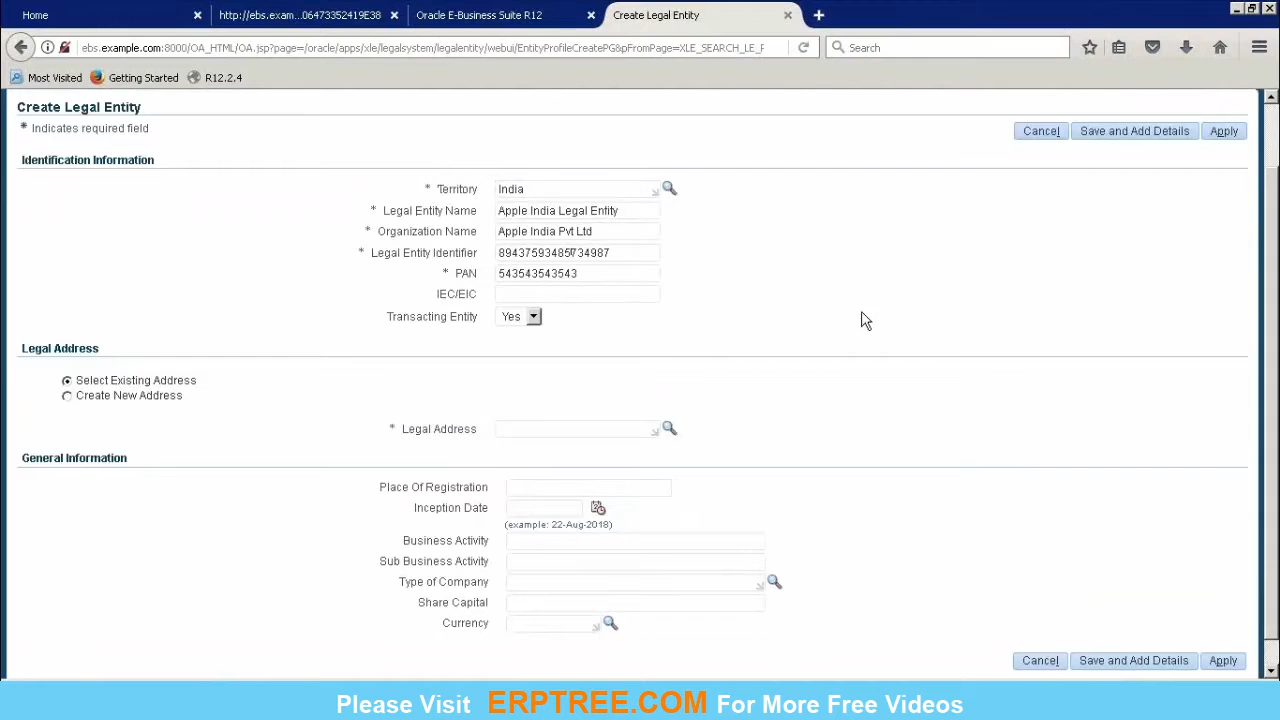 Home
http://ebs.exam...06473352419E38
Oracle E-Business Suite R12
Create Legal Entity
ebs.example.com:8000/OA_HTML/OA.jsp?page=/oracle/apps/xle/legalsystem/legalentity/webui/EntityProfileCreatePG&pFromPage=XLE_SEARCH_LE_F
Search
Most Visited
Getting Started
R12.2.4
Create Legal Entity
* Indicates required field
Cancel
Save and Add Details
Apply
Identification Information
* Territory India
* Legal Entity Name Apple India Legal Entity
* Organization Name Apple India Pvt Ltd
* Legal Entity Identifier 89437593485734987
* PAN 543543543543
IEC/EIC
Transacting Entity Yes
Legal Address
Select Existing Address
Create New Address
* Legal Address
General Information
Place Of Registration
Inception Date
(example: 22-Aug-2018)
Business Activity
Sub Business Activity
Type of Company
Share Capital
Currency
Cancel
Save and Add Details
Apply
Please Visit ERPTREE.COM For More Free Videos